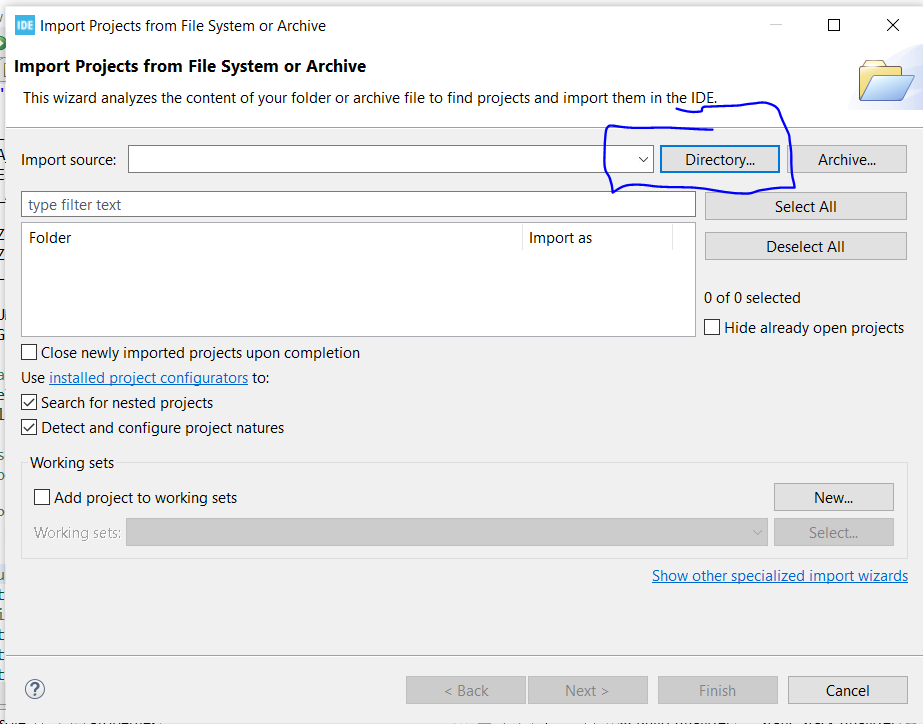 IDE Import Projects from File System or Archive
Import Projects from File System or Archive
This wizard analyzes the content of your folder or archive file to find projects and import them in the IDE.
Import source: Directory... Archive...
type filter text Select All
Folder Import as
Deselect All
0 of 0 selected
Hide already open projects
Close newly imported projects upon completion
Use installed project configurators to:
Search for nested projects
Detect and configure project natures
Working sets
Add project to working sets New...
Working sets: Select...
Show other specialized import wizards
? < Back Next > Finish Cancel